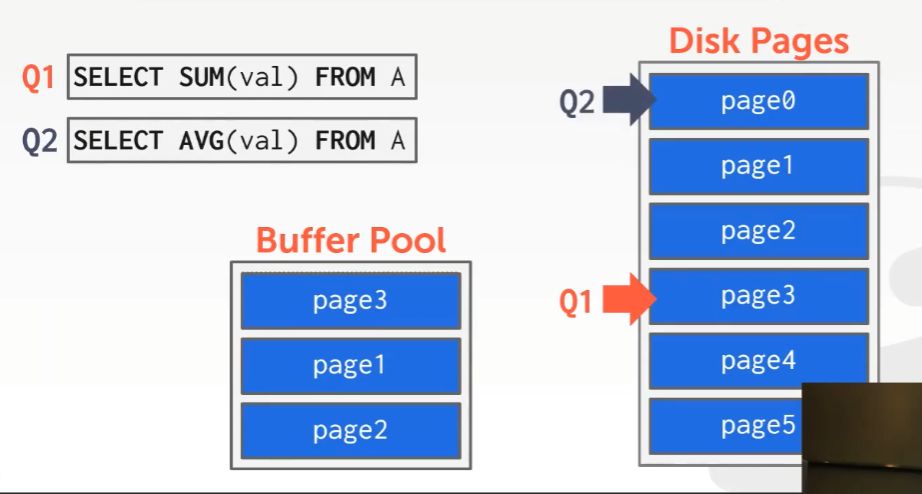 Q1 SELECT SUM(val) FROM A
Q2 SELECT AVG(val) FROM A
Buffer Pool
page3
page1
page2
Disk Pages
Q2 page0
page1
page2
Q1 page3
page4
page5